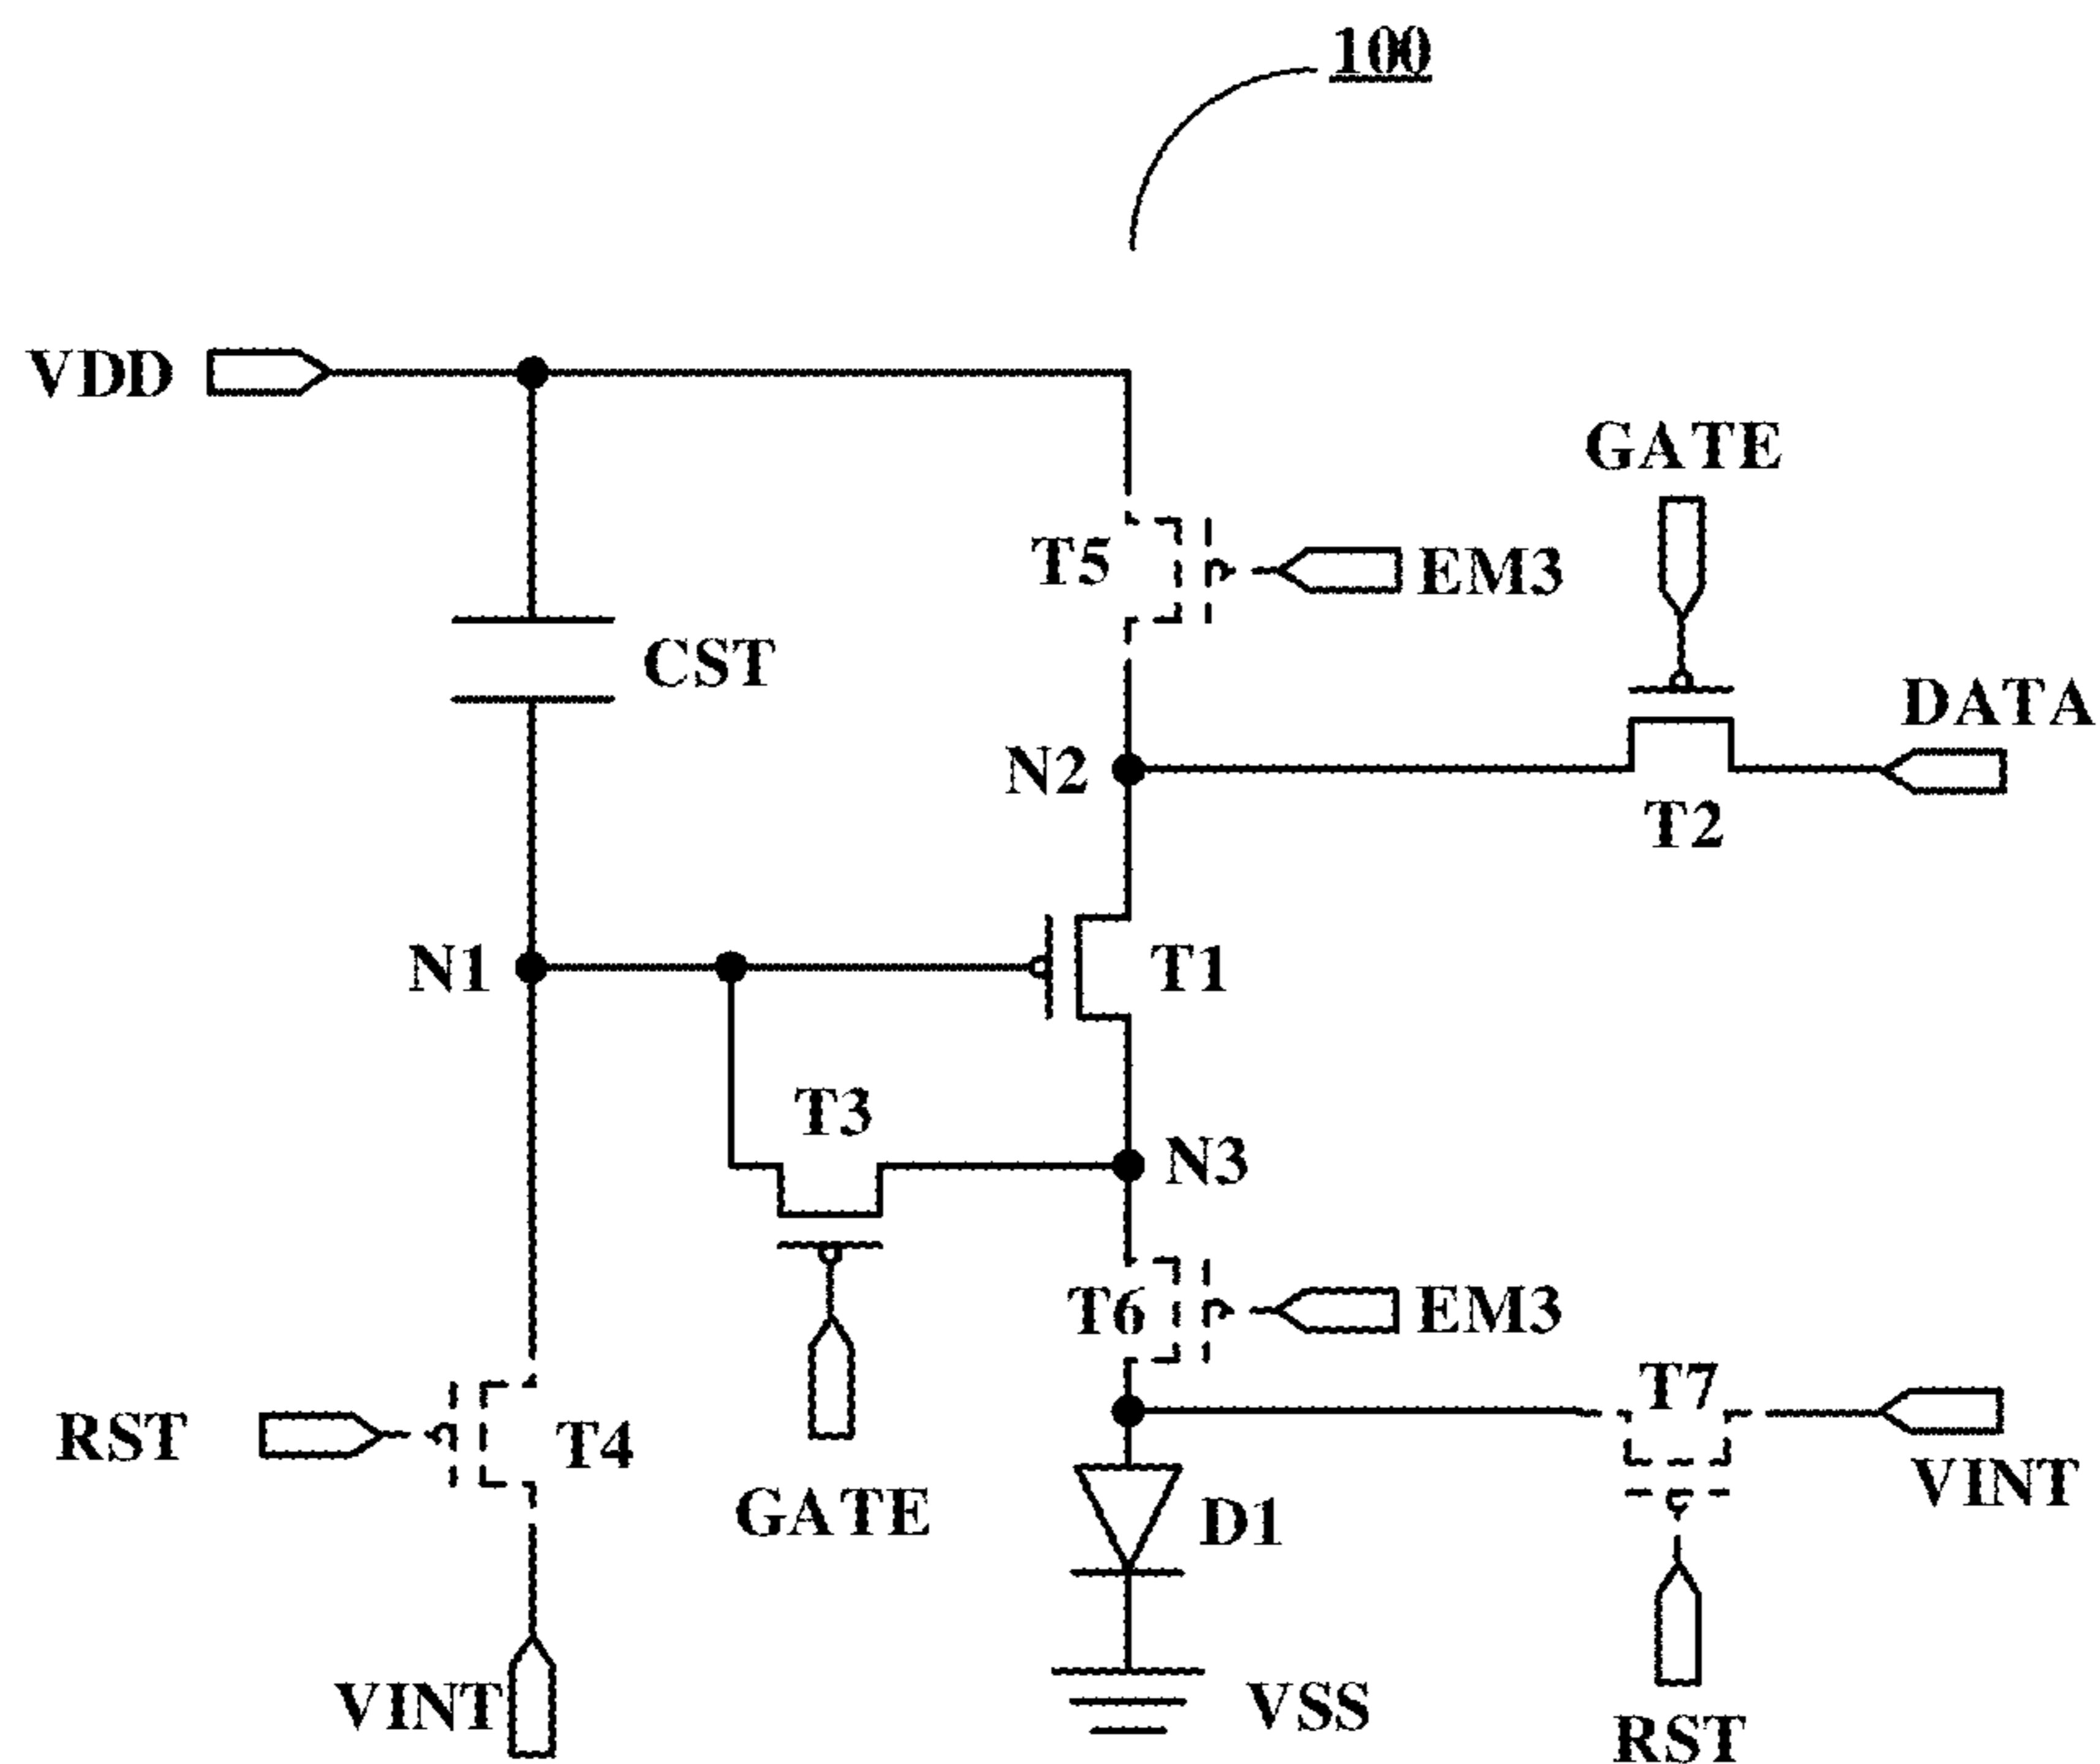 100
VDD
GATE
T5
EM3
CST
DATA
N2
T2
N1
T1
T3
N3
T6
EM3
T7
RST
T4
VINT
GATE
D1
VINT
VSS
RST